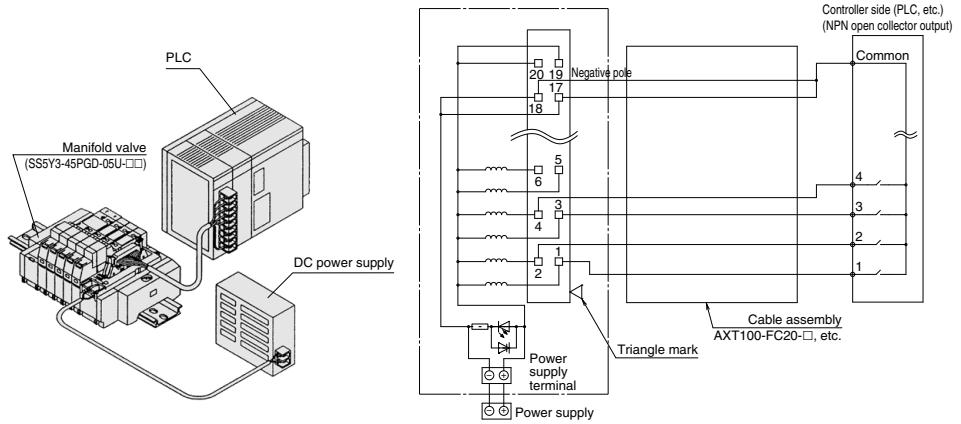 PLC
Manifold valve
(SS5Y3-45PGD-05U-□□)
DC power supply
Controller side (PLC, etc.)
(NPN open collector output)
20 19
Negative pole
17
18
Common
5
6
4
3
4
3
2
1
2
1
Cable assembly
AXT100-FC20-□, etc.
Triangle mark
Power
supply
terminal
⊖ ⊕
⊖ ⊕ Power supply